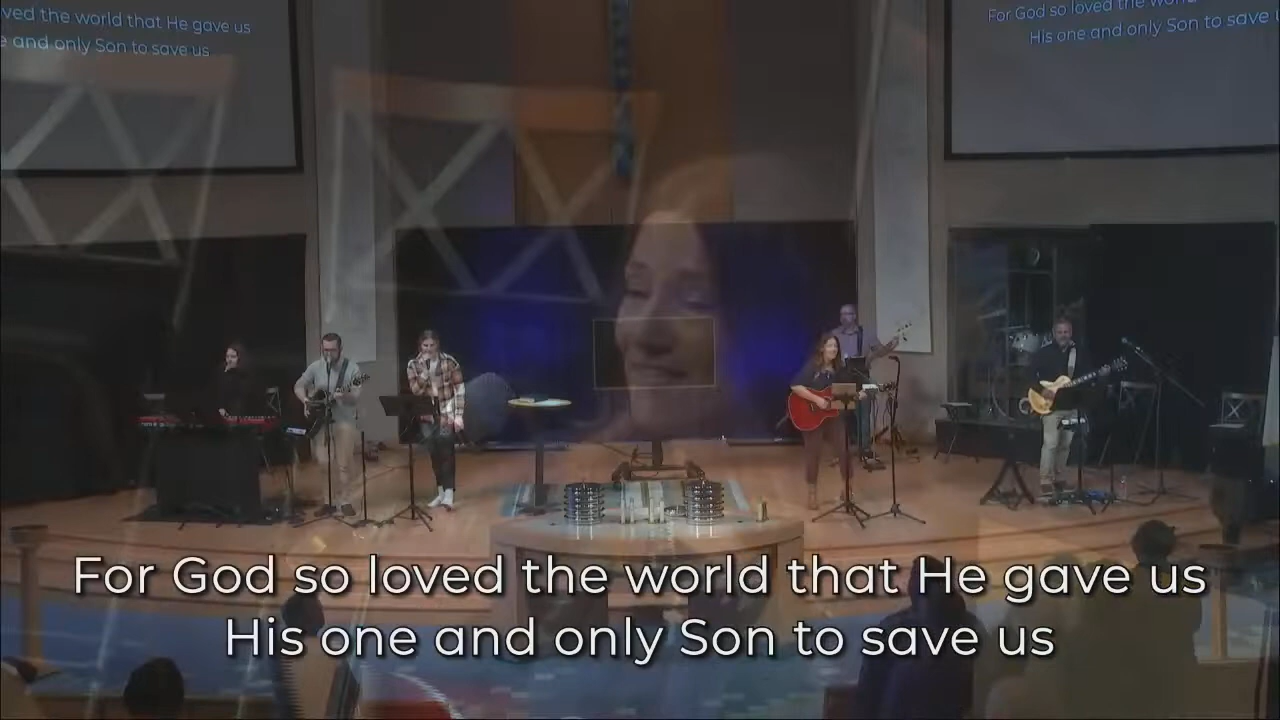 ved the world that He gave us
e and only Son to save us
For God so loved the world,
His one and only Son to save u
For God so loved the world that He gave us
His one and only Son to save us